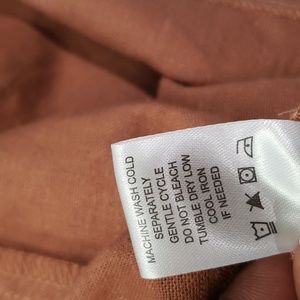 MACHINE WASH COLD
SEPARATELY
GENTLE CYCLE
DO NOT BLEACH
TUMBLE DRY LOW
COOL IRON
IF NEEDED